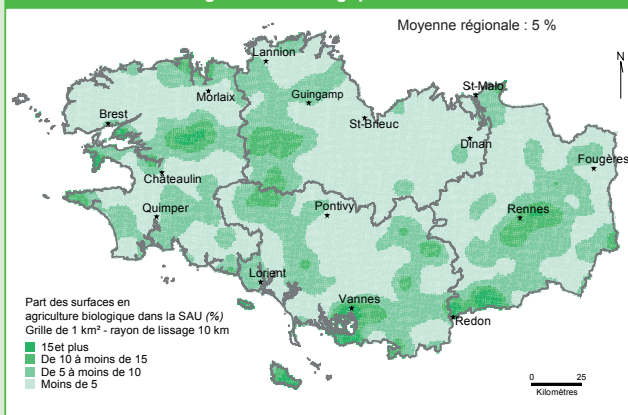 Moyenne régionale : 5 %
N
Lannion
St-Malo
Morlaix
Guingamp
Brest
St-Brieuc
Dinan
Fougères
Châteaulin
Quimper
Pontivy
Rennes
Lorient
Vannes
Redon
Part des surfaces en
agriculture biologique dans la SAU (%)
Grille de 1 km² - rayon de lissage 10 km
15et plus
De 10 à moins de 15
De 5 à moins de 10
Moins de 5
0 25
Kilomètres